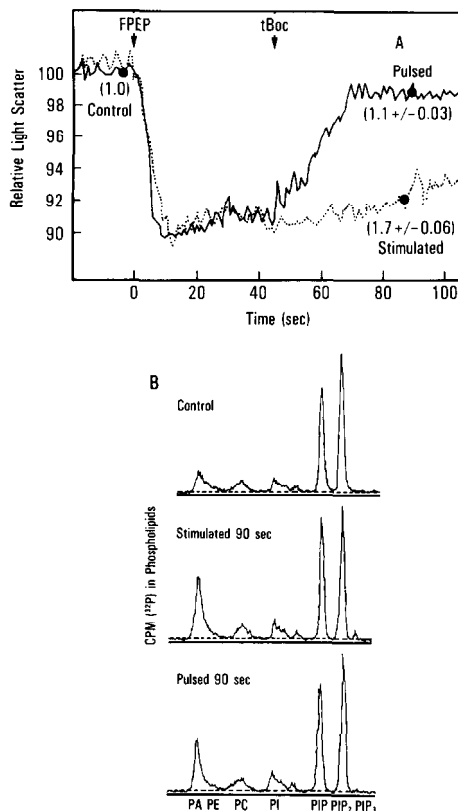 FPEP
tBoc
A
Relative Light Scatter
100
98
96
94
92
90
(1.0)
Control
Pulsed
(1.1 +/−0.03)
(1.7 +/−0.06)
Stimulated
0 20 40 60 80 100
Time (sec)
B
CPM (³²P) in Phospholipids
Control
Stimulated 90 sec
Pulsed 90 sec
PA PE PC PI PIP PIP₂ PIP₃